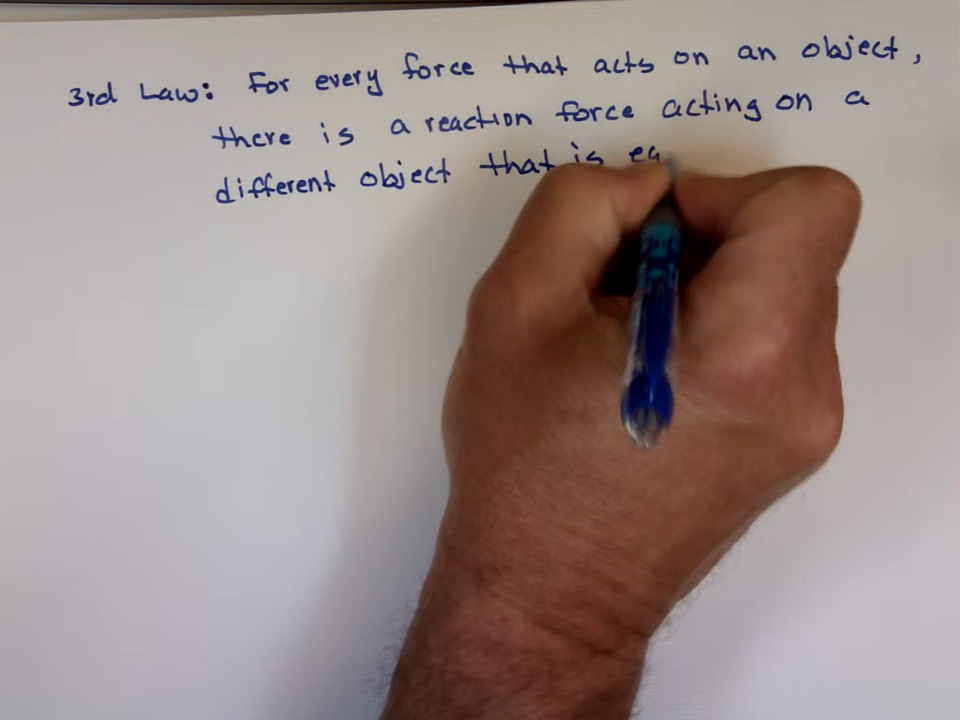 3rd Law: For every force that acts on an object,
there is a reaction force acting on a
different object that is